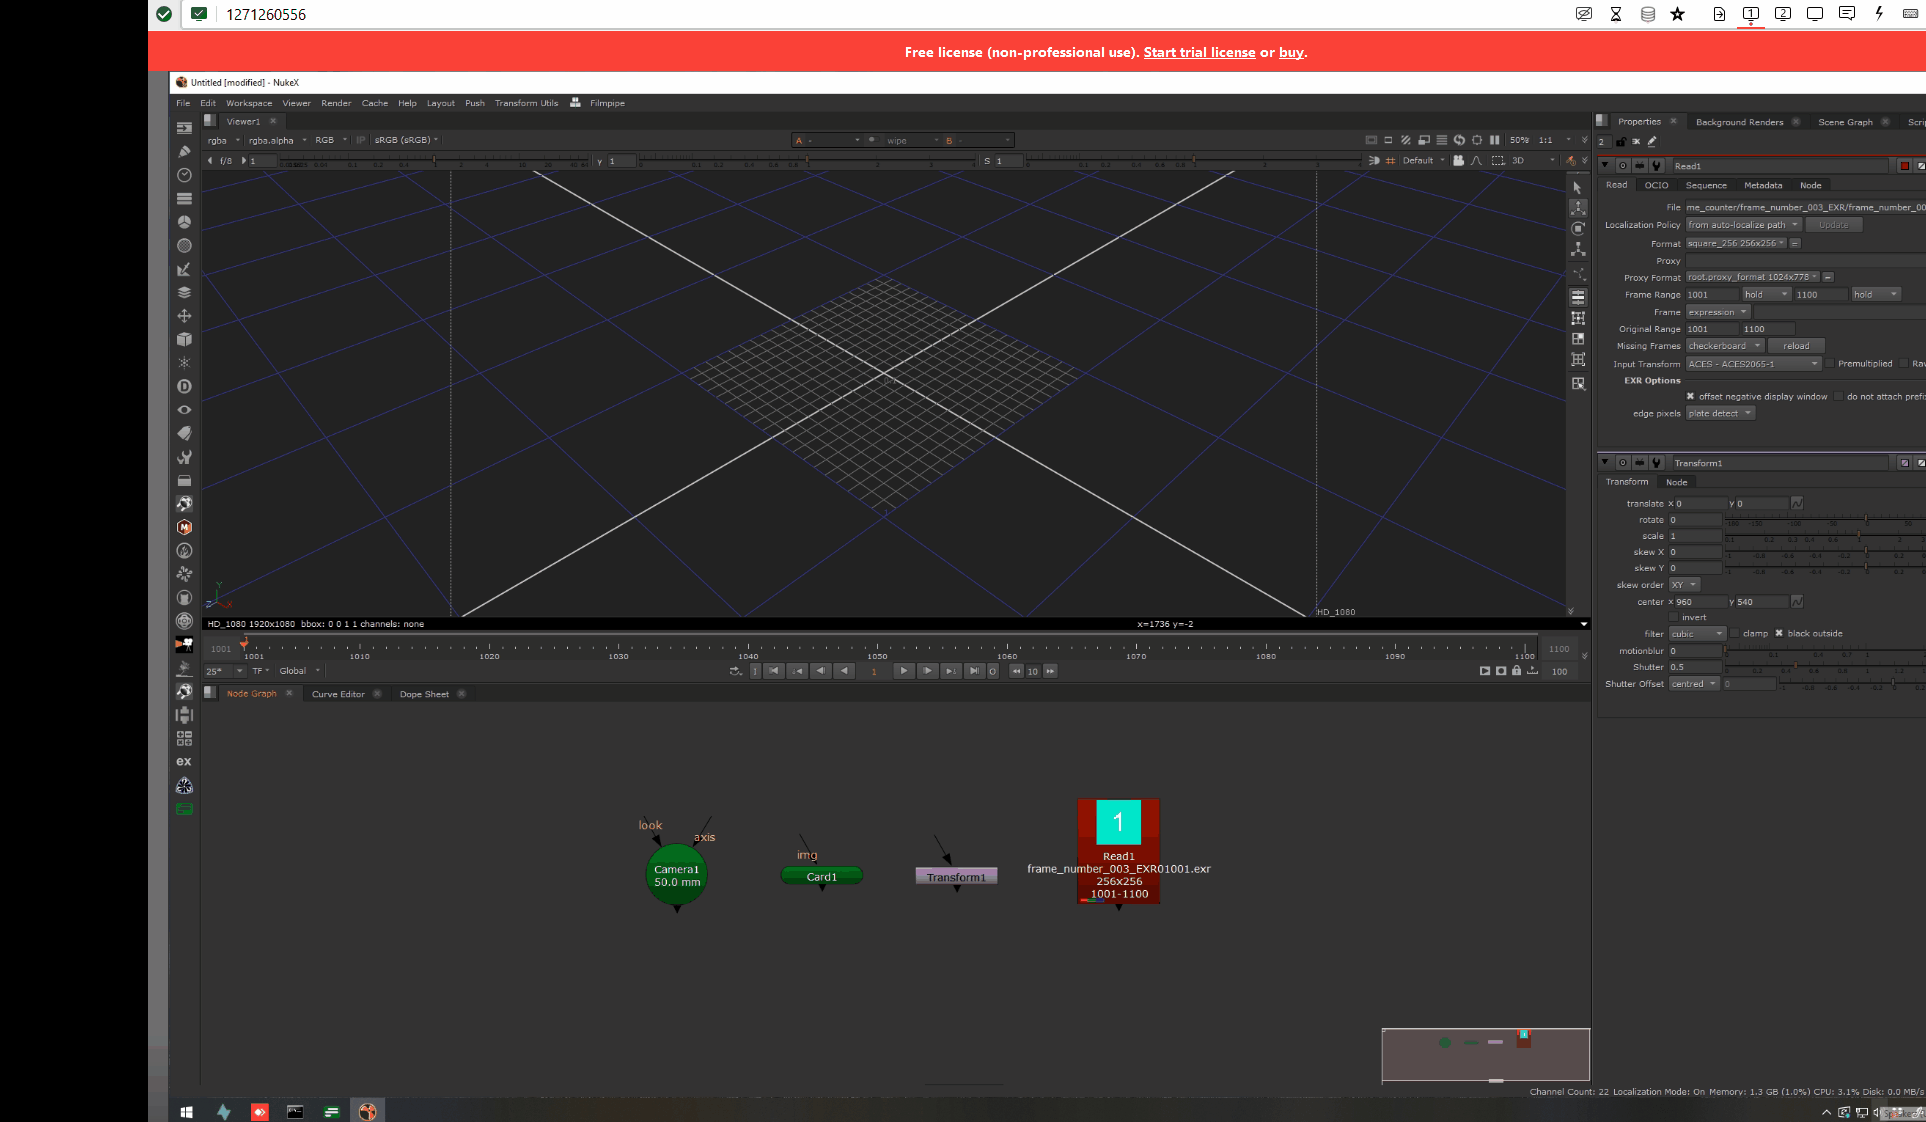 1271260556
1 2
Free license (non-professional use). Start trial license or buy.
Untitled [modified] - NukeX
File Edit Workspace Viewer Render Cache Help Layout Push Transform Utils Filmpipe
Viewer1
rgba rgba.alpha RGB IP sRGB (sRGB) A - wipe B - 50% 1:1
f/8 1 Y 1 S 1 Default 3D
HD_1080
HD_1080 1920x1080 bbox: 0 0 1 1 channels: none x=1736 y=-2
1001 1001 1010 1020 1030 1040 1050 1060 1070 1080 1090 1100 1100
25* TF Global 1 10 100
Node Graph Curve Editor Dope Sheet
look
axis
Camera1
50.0 mm
img
Card1
Transform1
1
Read1
frame_number_003_EXR01001.exr
256x256
1001-1100
ex
Properties Background Renders Scene Graph Scri
2
Read1
Read OCIO Sequence Metadata Node
File me_counter/frame_number_003_EXR/frame_number_00
Localization Policy from auto-localize path Update
Format square_256 256x256 =
Proxy
Proxy Format root.proxy_format 1024x778
Frame Range 1001 hold 1100 hold
Frame expression
Original Range 1001 1100
Missing Frames checkerboard reload
Input Transform ACES - ACES2065-1 Premultiplied Rav
EXR Options
offset negative display window do not attach prefi
edge pixels plate detect
Transform1
Transform Node
translate x 0 y 0
rotate 0
scale 1
skew X 0
skew Y 0
skew order XY
center x 960 y 540
invert
filter cubic clamp black outside
motionblur 0
Shutter 0.5
Shutter Offset centred 0
Channel Count: 22 Localization Mode: On Memory: 1.3 GB (1.0%) CPU: 3.1% Disk: 0.0 MB/s